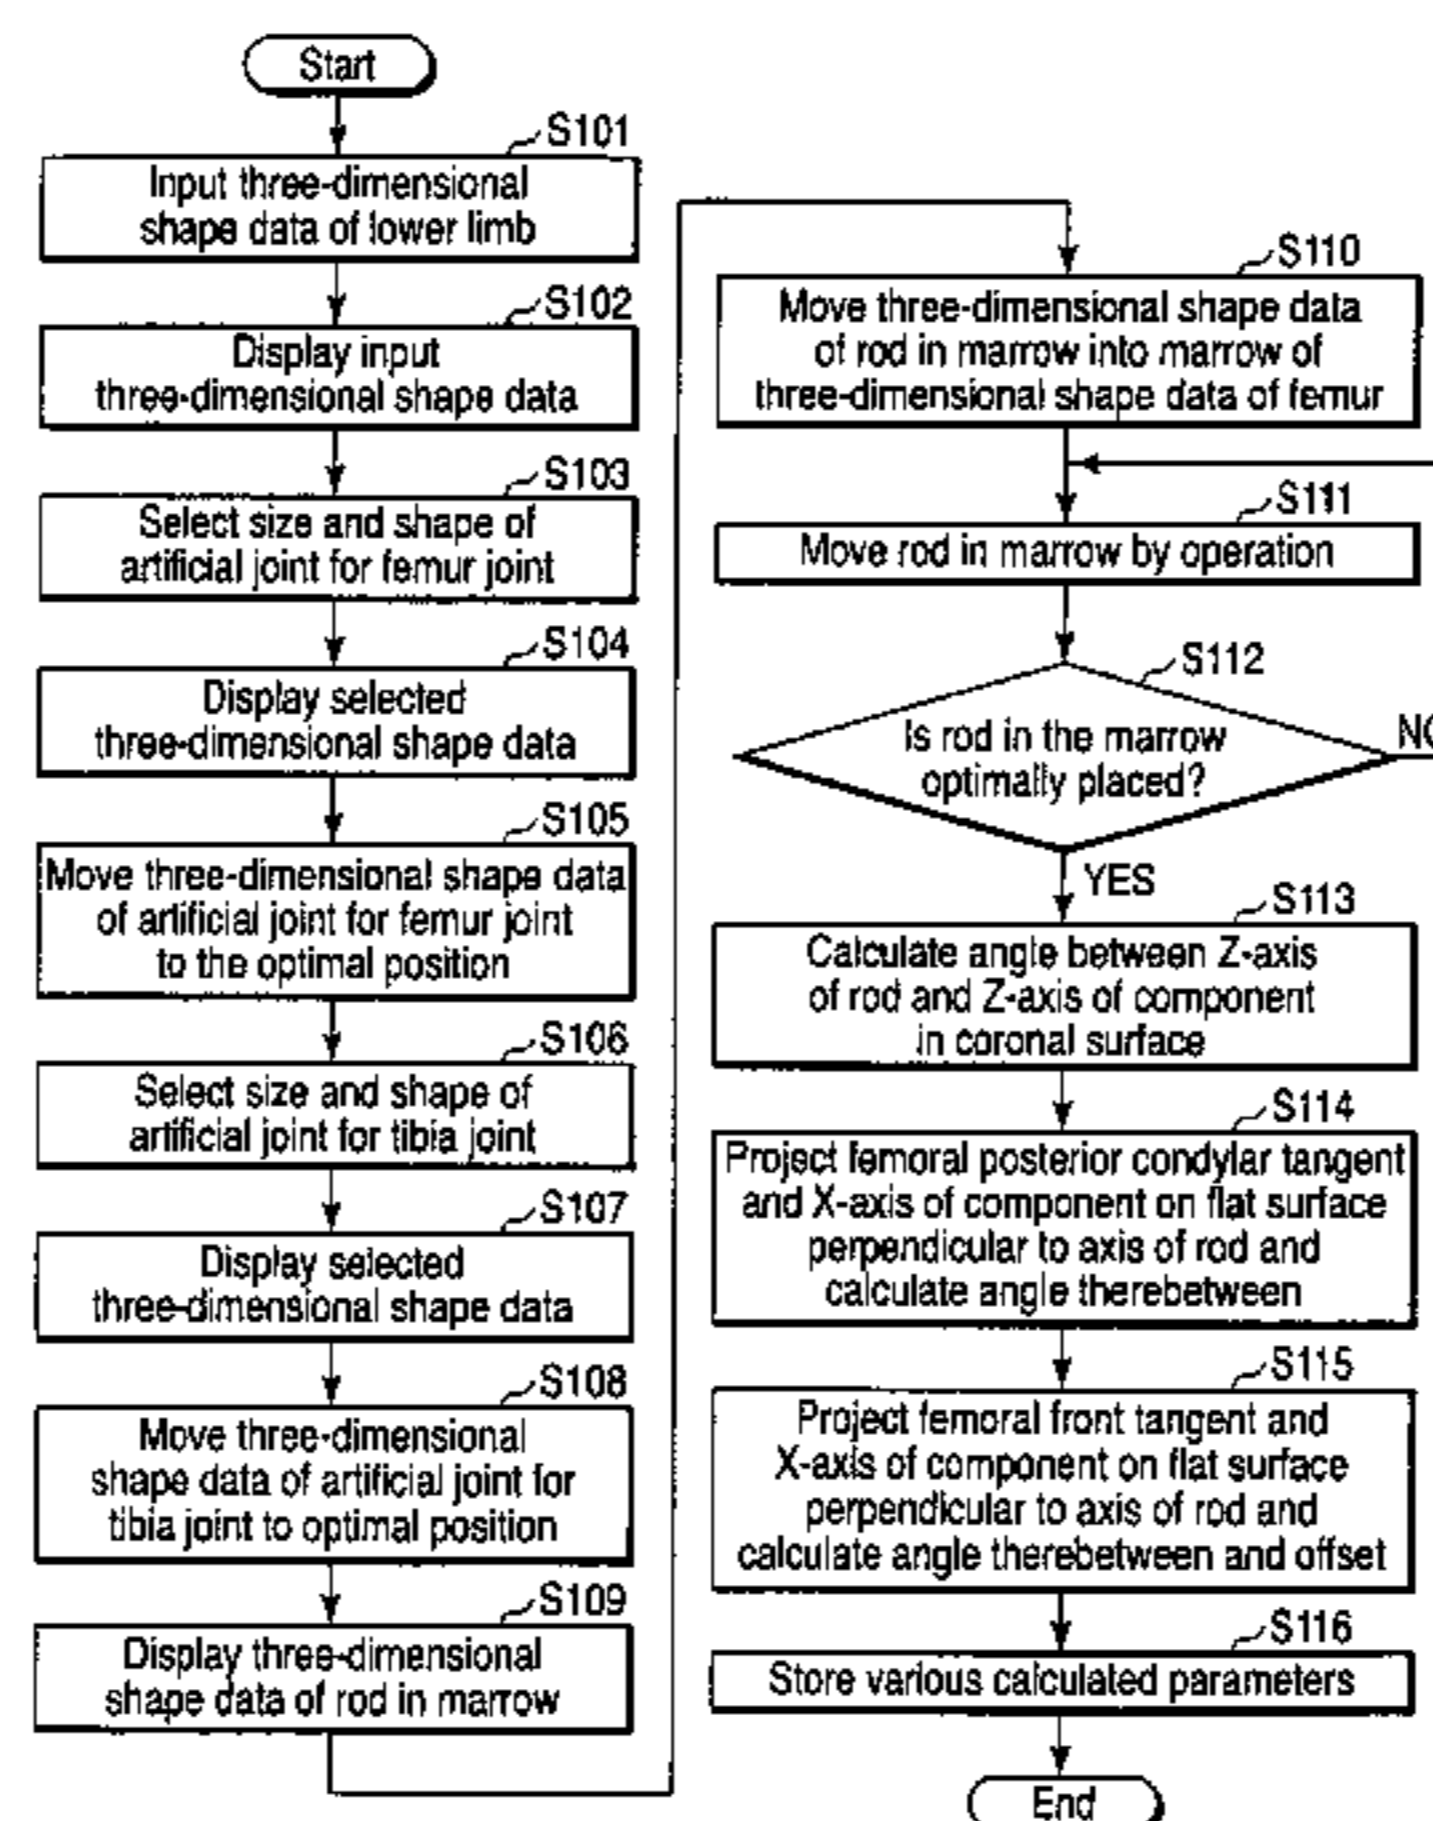 Start
S101
Input three-dimensional
shape data of lower limb
S102
Display input
three-dimensional shape data
S103
Select size and shape of
artificial joint for femur joint
S104
Display selected
three-dimensional shape data
S105
Move three-dimensional shape data
of artificial joint for femur joint
to the optimal position
S106
Select size and shape of
artificial joint for tibia joint
S107
Display selected
three-dimensional shape data
S108
Move three-dimensional
shape data of artificial joint for
tibia joint to optimal position
S109
Display three-dimensional
shape data of rod in marrow
S110
Move three-dimensional shape data
of rod in marrow into marrow of
three-dimensional shape data of femur
S111
Move rod in marrow by operation
S112
Is rod in the marrow
optimally placed?
NO
YES
S113
Calculate angle between Z-axis
of rod and Z-axis of component
in coronal surface
S114
Project femoral posterior condylar tangent
and X-axis of component on flat surface
perpendicular to axis of rod and
calculate angle therebetween
S115
Project femoral front tangent and
X-axis of component on flat surface
perpendicular to axis of rod and
calculate angle therebetween and offset
S116
Store various calculated parameters
End